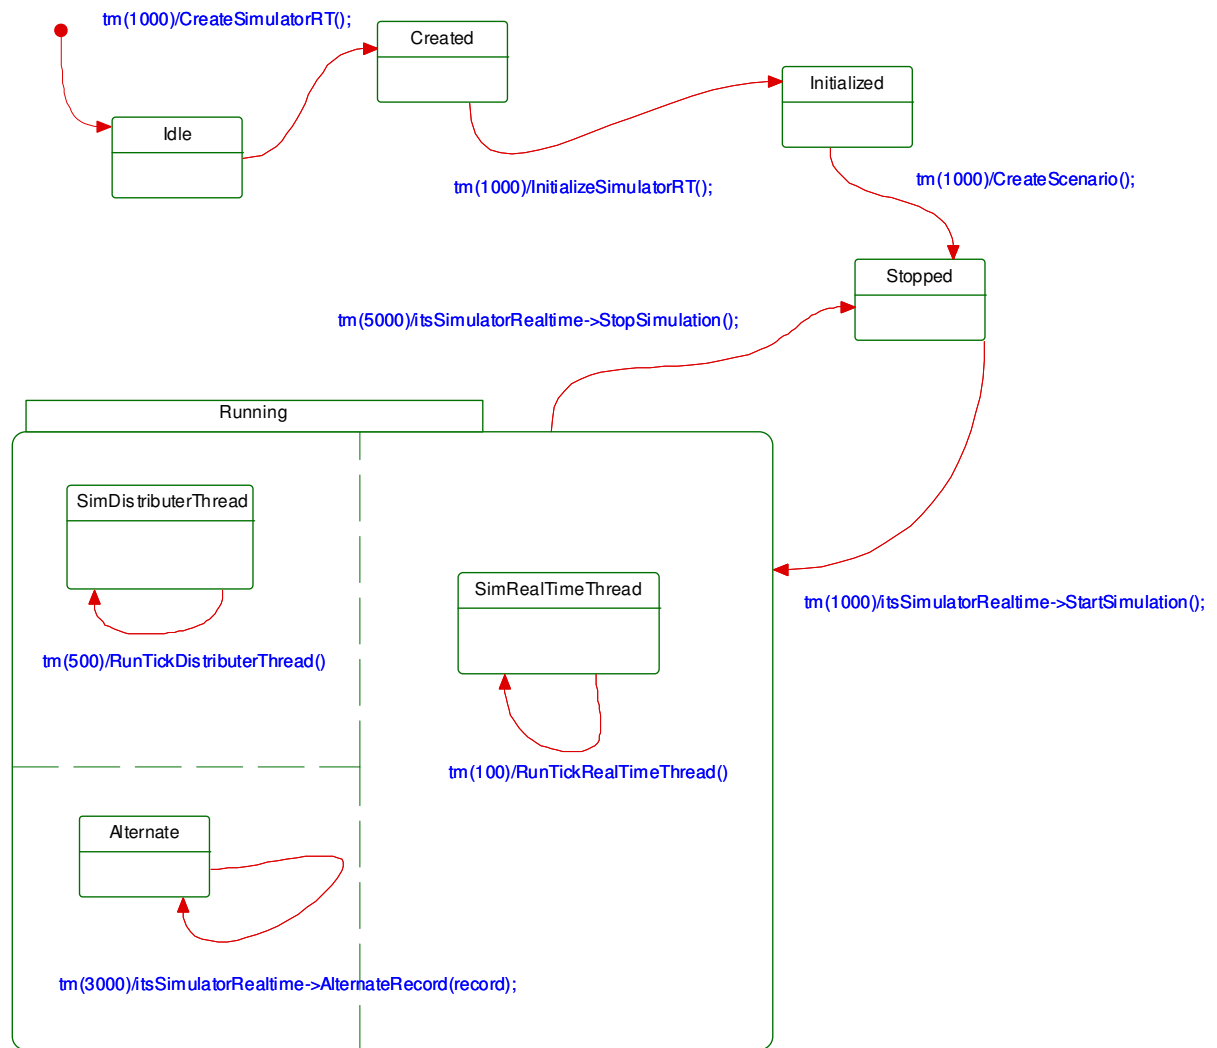 tm(1000)/CreateSimulatorRT();
Created
Initialized
Idle
tm(1000)/InitializeSimulatorRT();
tm(1000)/CreateScenario();
Stopped
tm(5000)/itsSimulatorRealtime->StopSimulation();
Running
SimDistributerThread
SimRealTimeThread
tm(1000)/itsSimulatorRealtime->StartSimulation();
tm(500)/RunTickDistributerThread()
tm(100)/RunTickRealTimeThread()
Alternate
tm(3000)/itsSimulatorRealtime->AlternateRecord(record);